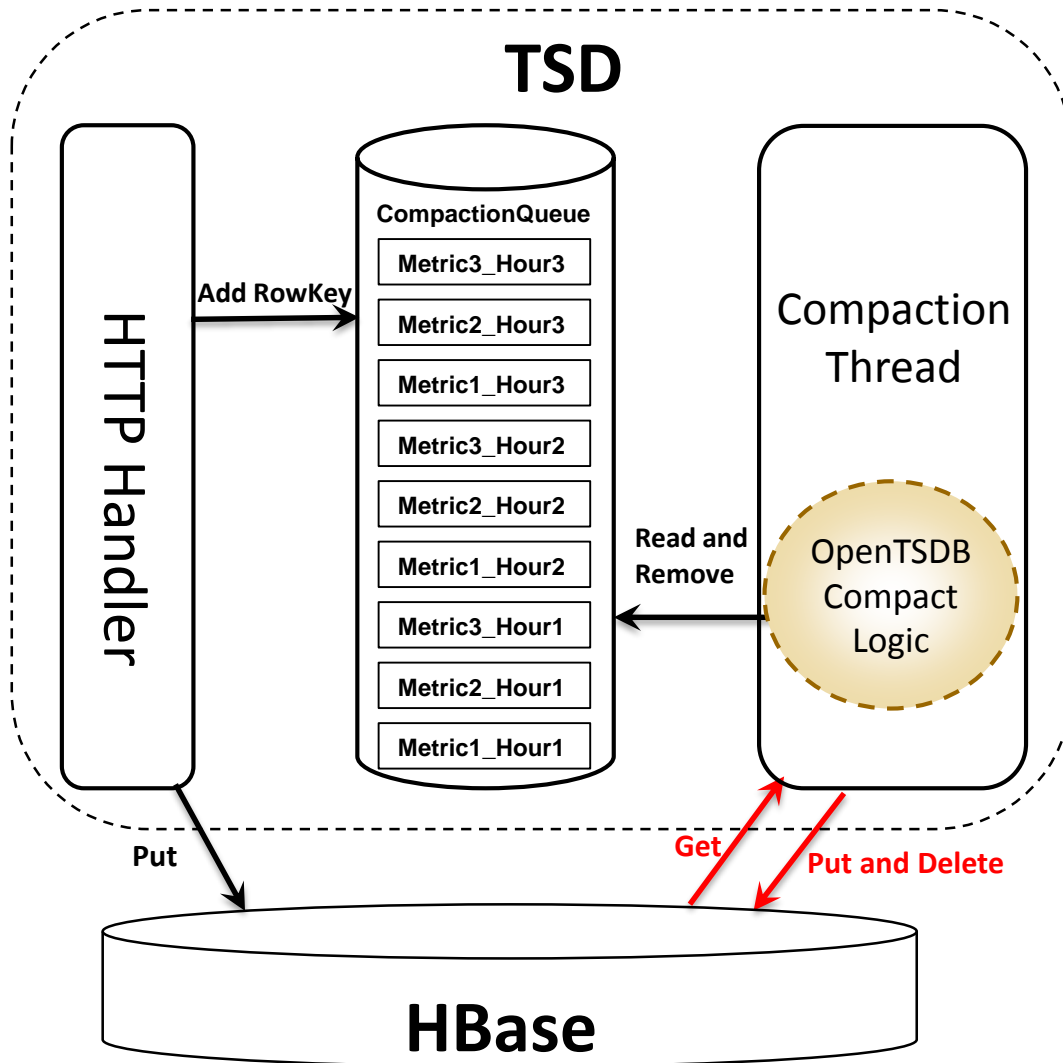 TSD
HTTP Handler
Add RowKey
CompactionQueue
Metric3_Hour3
Metric2_Hour3
Metric1_Hour3
Metric3_Hour2
Metric2_Hour2
Metric1_Hour2
Metric3_Hour1
Metric2_Hour1
Metric1_Hour1
Read and
Remove
Compaction
Thread
OpenTSDB
Compact
Logic
Put
Get
Put and Delete
HBase